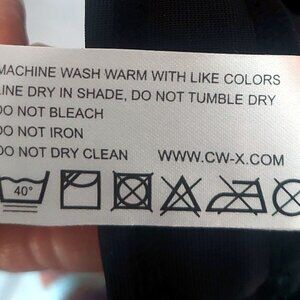 MACHINE WASH WARM WITH LIKE COLORS
LINE DRY IN SHADE, DO NOT TUMBLE DRY
DO NOT BLEACH
DO NOT IRON
DO NOT DRY CLEAN WWW.CW-X.COM
40°